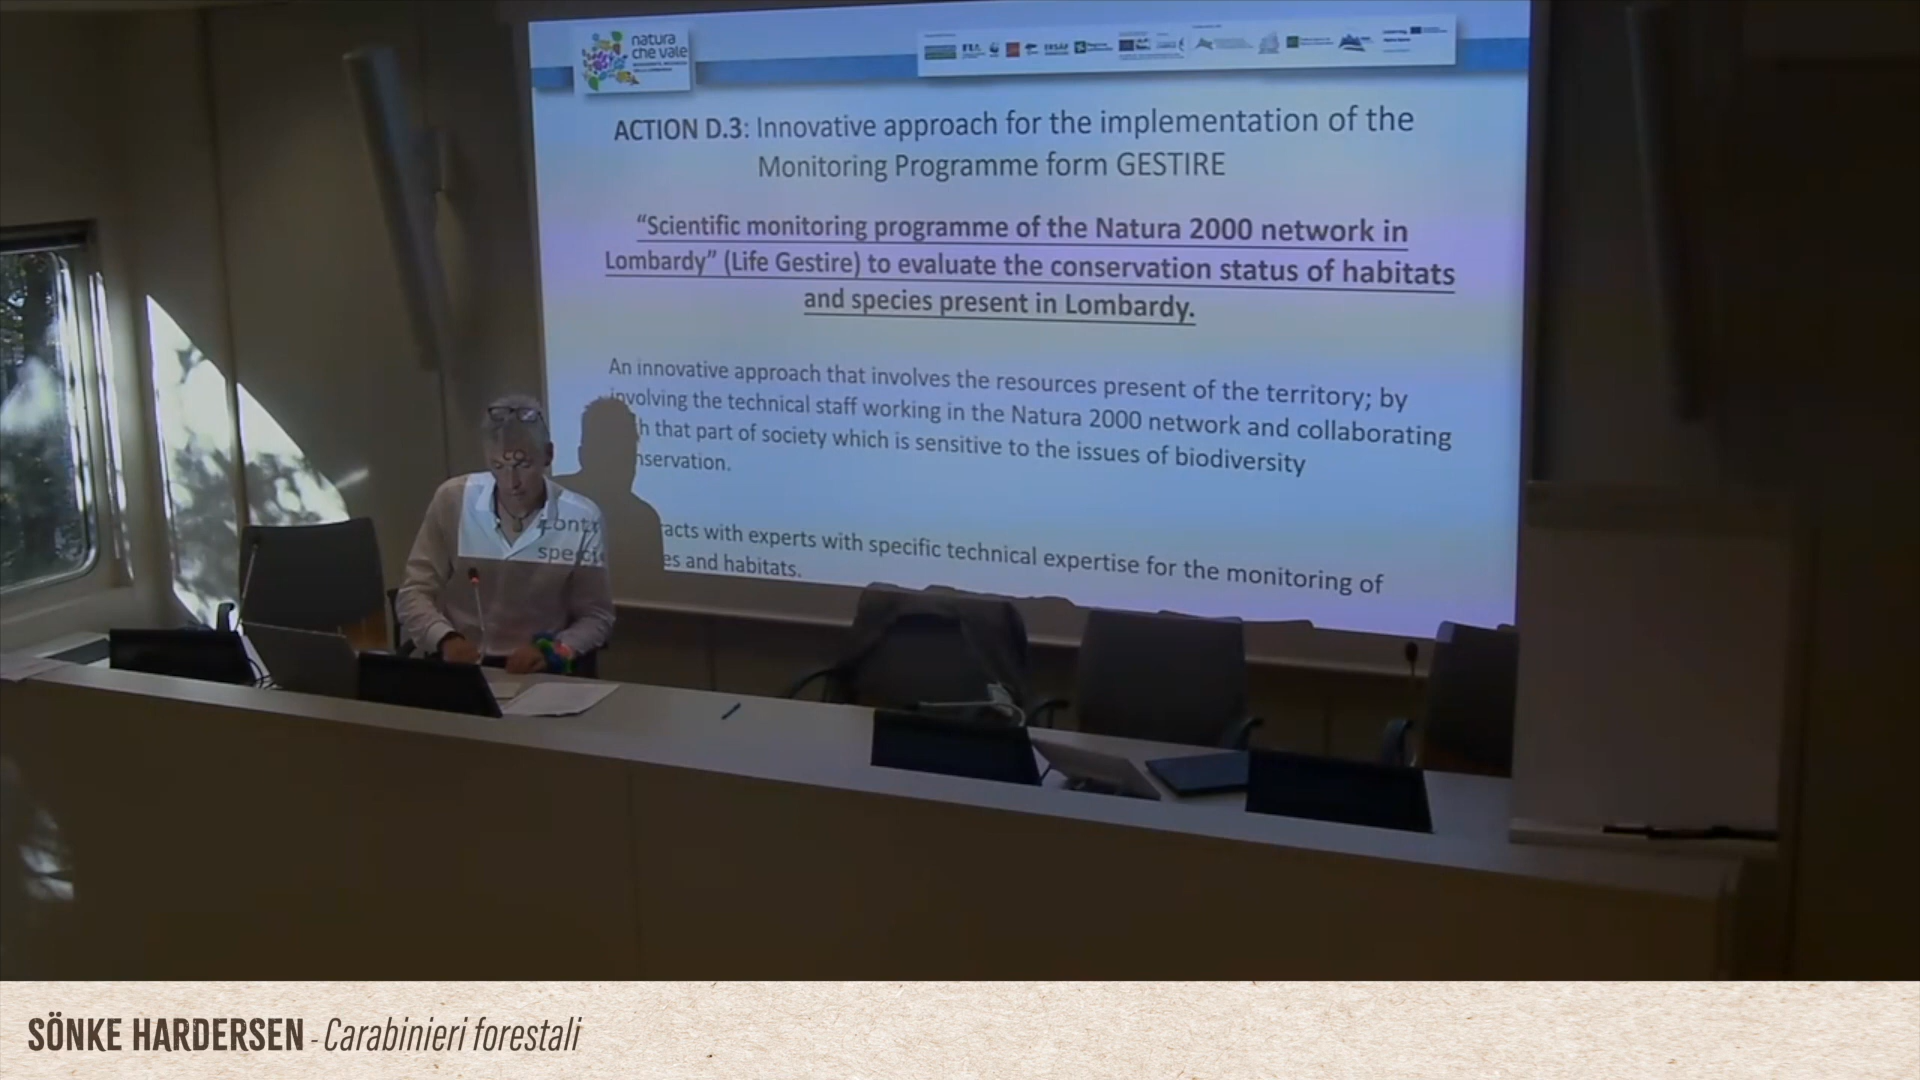 natura
che vale
FLA
ERSAF
ACTION D.3: Innovative approach for the implementation of the
Monitoring Programme form GESTIRE
“Scientific monitoring programme of the Natura 2000 network in
Lombardy” (Life Gestire) to evaluate the conservation status of habitats
and species present in Lombardy.
An innovative approach that involves the resources present of the territory; by
involving the technical staff working in the Natura 2000 network and collaborating
h that part of society which is sensitive to the issues of biodiversity
nservation.
Contracts with experts with specific technical expertise for the monitoring of
species and habitats.
SÖNKE HARDERSEN - Carabinieri forestali